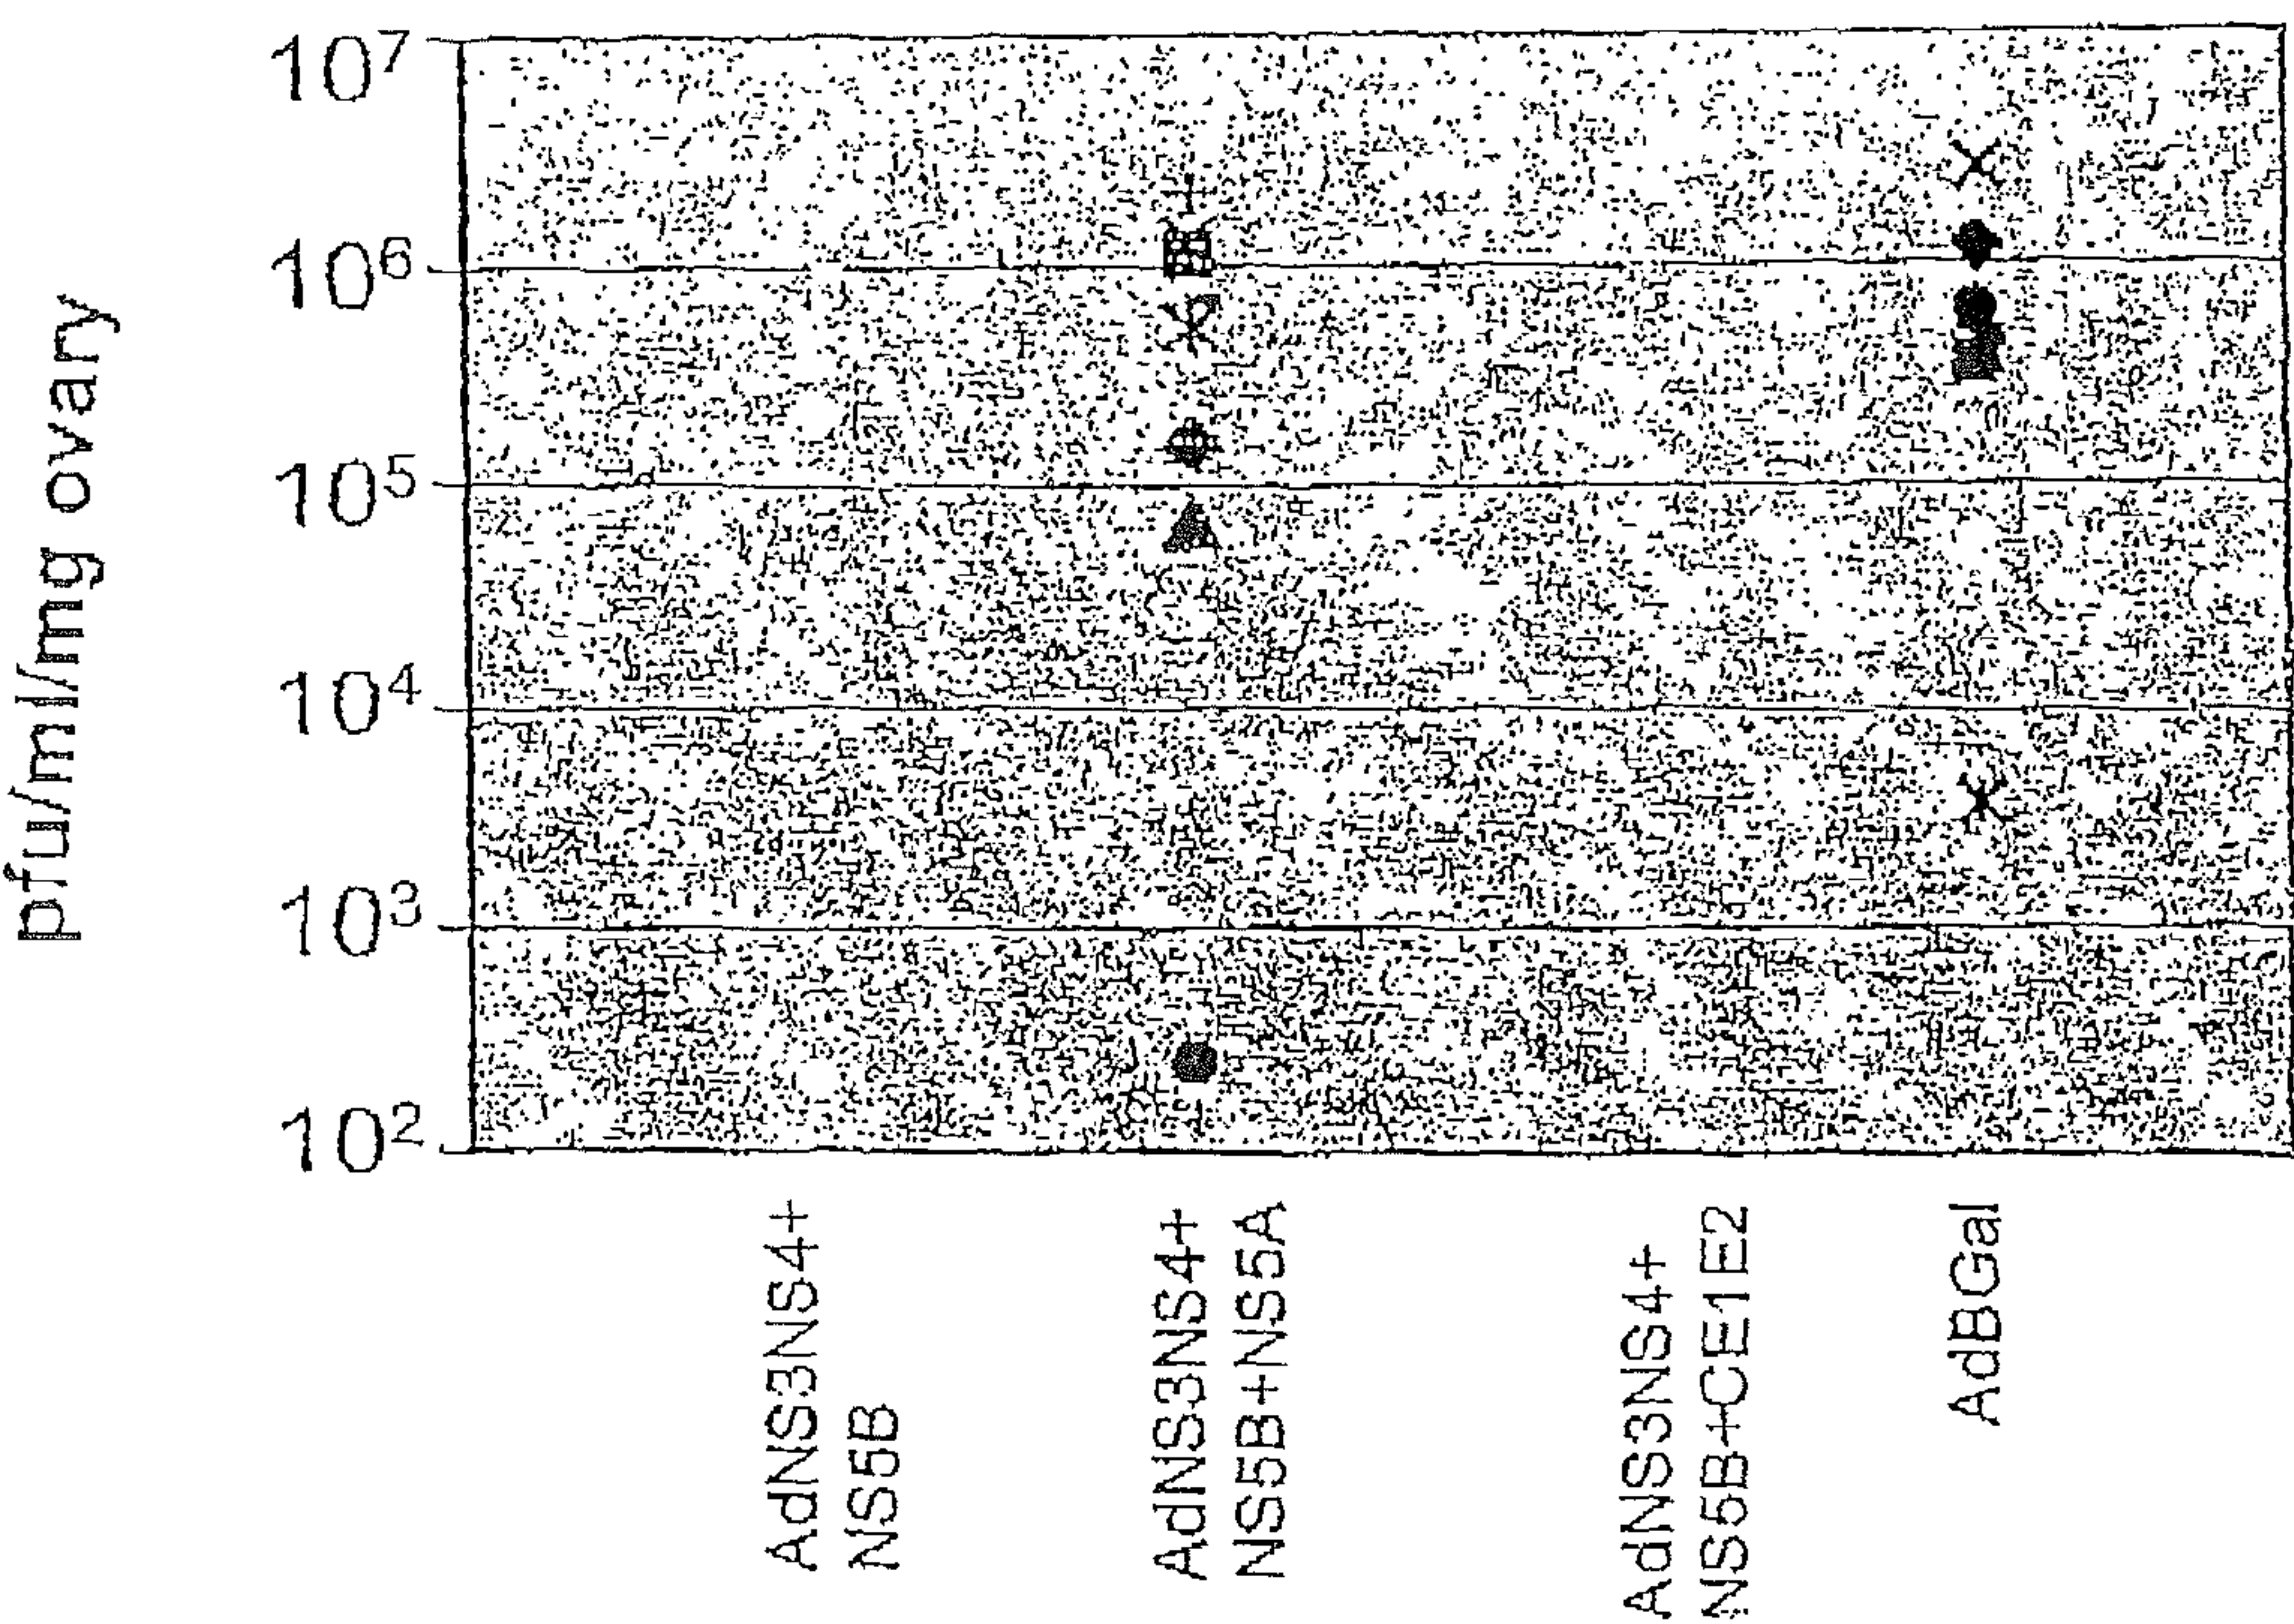 pfu/ml/mg ovary
10⁷
10⁶
10⁵
10⁴
10³
10²
AdNS3NS4+
NS5B
AdNS3NS4+
NS5B+NS5A
AdNS3NS4+
NS5B+CE1E2
AdBGal